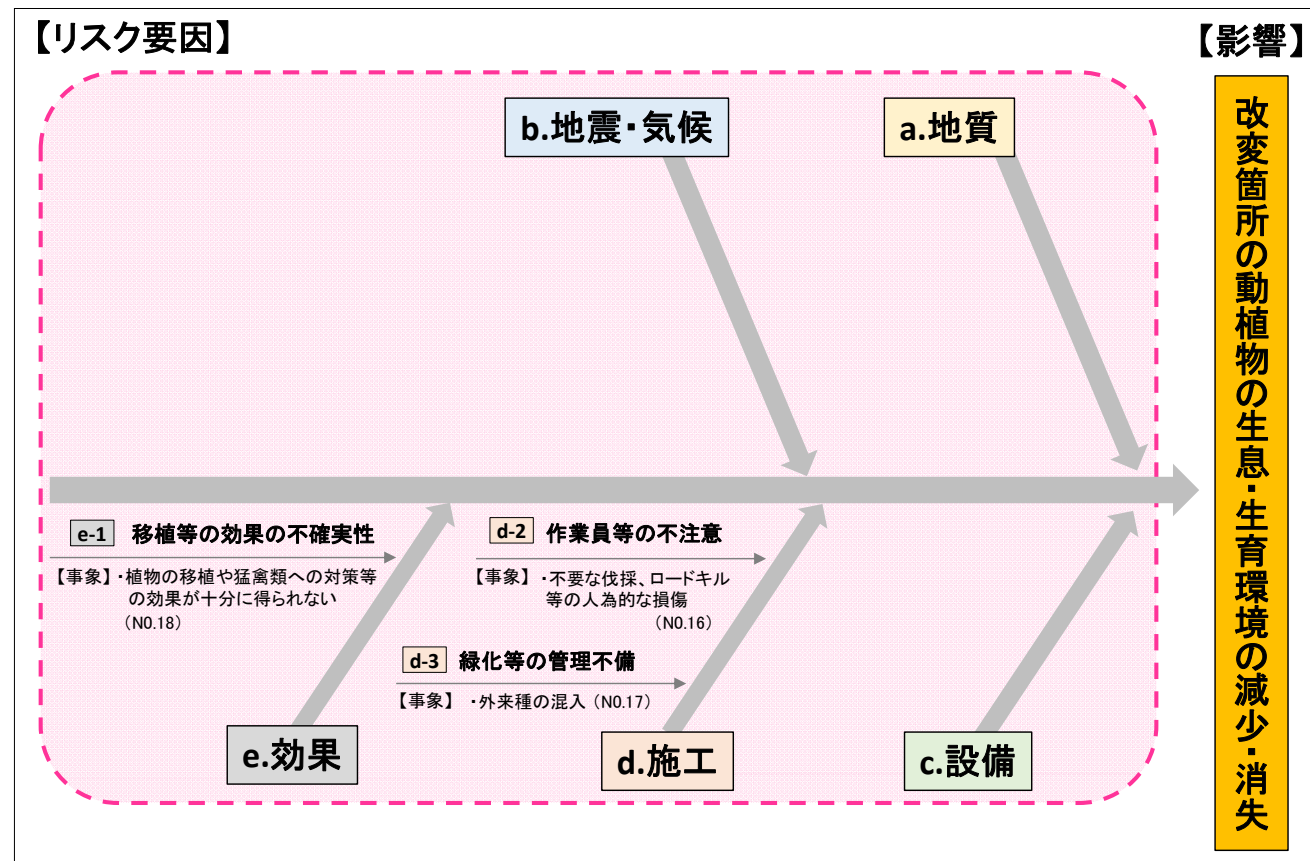 【リスク要因】
【影響】
b.地震・気候
a.地質
改変箇所の動植物の生息・生育環境の減少・消失
e-1 移植等の効果の不確実性
【事象】・植物の移植や猛禽類への対策等
の効果が十分に得られない
（N0.18）
d-2 作業員等の不注意
【事象】・不要な伐採、ロードキル
等の人為的な損傷
（N0.16）
d-3 緑化等の管理不備
【事象】・外来種の混入（N0.17）
e.効果
d.施工
c.設備